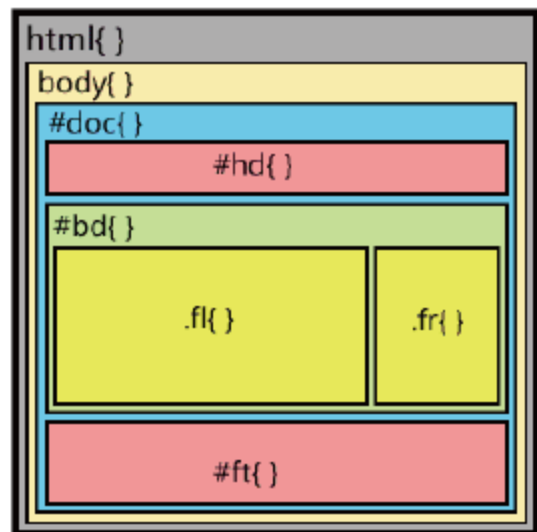 html{ }
body{ }
#doc{ }
#hd{ }
#bd{ }
.fl{ } .fr{ }
#ft{ }